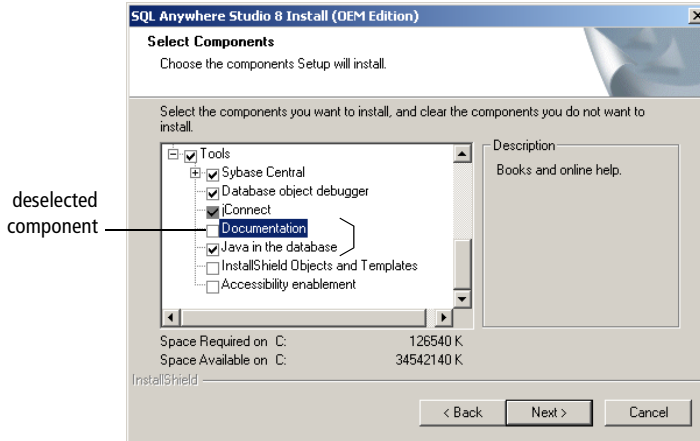 SQL Anywhere Studio 8 Install (OEM Edition)
Select Components
Choose the components Setup will install.
Select the components you want to install, and clear the components you do not want to
install.
Tools
Sybase Central
Database object debugger
jConnect
Documentation
Java in the database
InstallShield Objects and Templates
Accessibility enablement
Description
Books and online help.
deselected
component
Space Required on C: 126540 K
Space Available on C: 34542140 K
InstallShield
< Back Next > Cancel